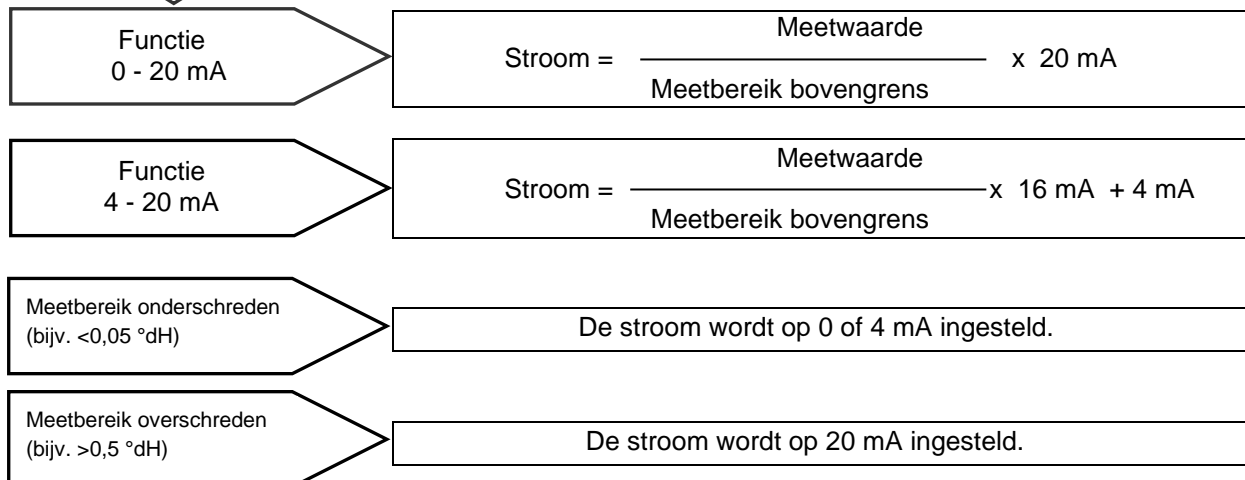 Functie
0 - 20 mA
Meetwaarde
Stroom = x 20 mA
Meetbereik bovengrens
Functie
4 - 20 mA
Meetwaarde
Stroom = x 16 mA + 4 mA
Meetbereik bovengrens
Meetbereik onderschreden
(bijv. <0,05 °dH)
De stroom wordt op 0 of 4 mA ingesteld.
Meetbereik overschreden
(bijv. >0,5 °dH)
De stroom wordt op 20 mA ingesteld.